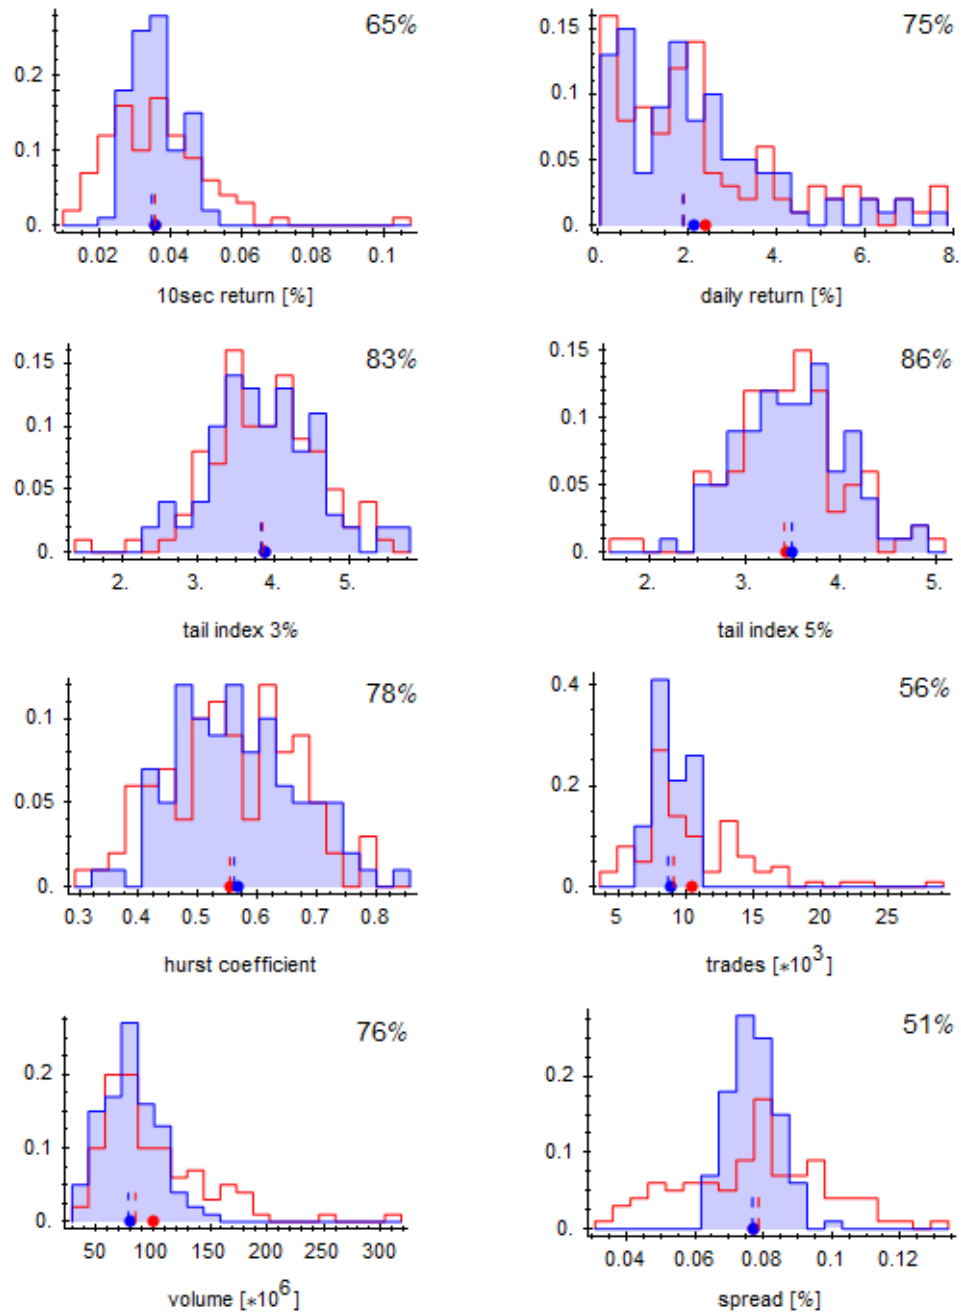 65%
0.2
0.1
0.
0.02 0.04 0.06 0.08 0.1
10sec return [%]
75%
0.15
0.1
0.05
0.
0. 2. 4. 6. 8.
daily return [%]
83%
0.15
0.1
0.05
0.
2. 3. 4. 5.
tail index 3%
86%
0.15
0.1
0.05
0.
2. 3. 4. 5.
tail index 5%
78%
0.1
0.05
0.
0.3 0.4 0.5 0.6 0.7 0.8
hurst coefficient
56%
0.4
0.2
0.
5 10 15 20 25
trades [*10^3]
76%
0.2
0.1
0.
50 100 150 200 250 300
volume [*10^6]
51%
0.2
0.1
0.
0.04 0.06 0.08 0.1 0.12
spread [%]